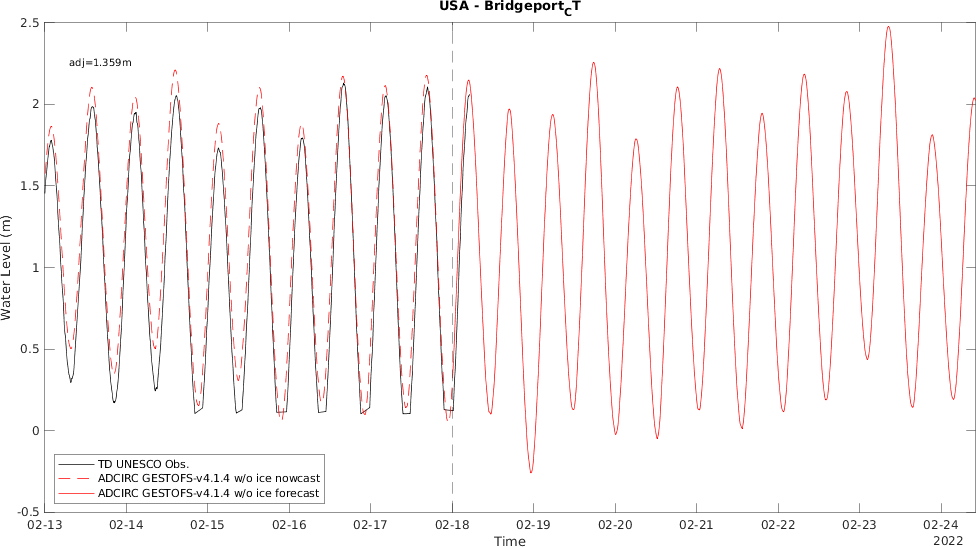 USA - Bridgeport_CT
2.5
adj=1.359m
2
1.5
1
0.5
0
-0.5
Water Level (m)
TD UNESCO Obs.
ADCIRC GESTOFS-v4.1.4 w/o ice nowcast
ADCIRC GESTOFS-v4.1.4 w/o ice forecast
02-13 02-14 02-15 02-16 02-17 02-18 02-19 02-20 02-21 02-22 02-23 02-24
Time
2022